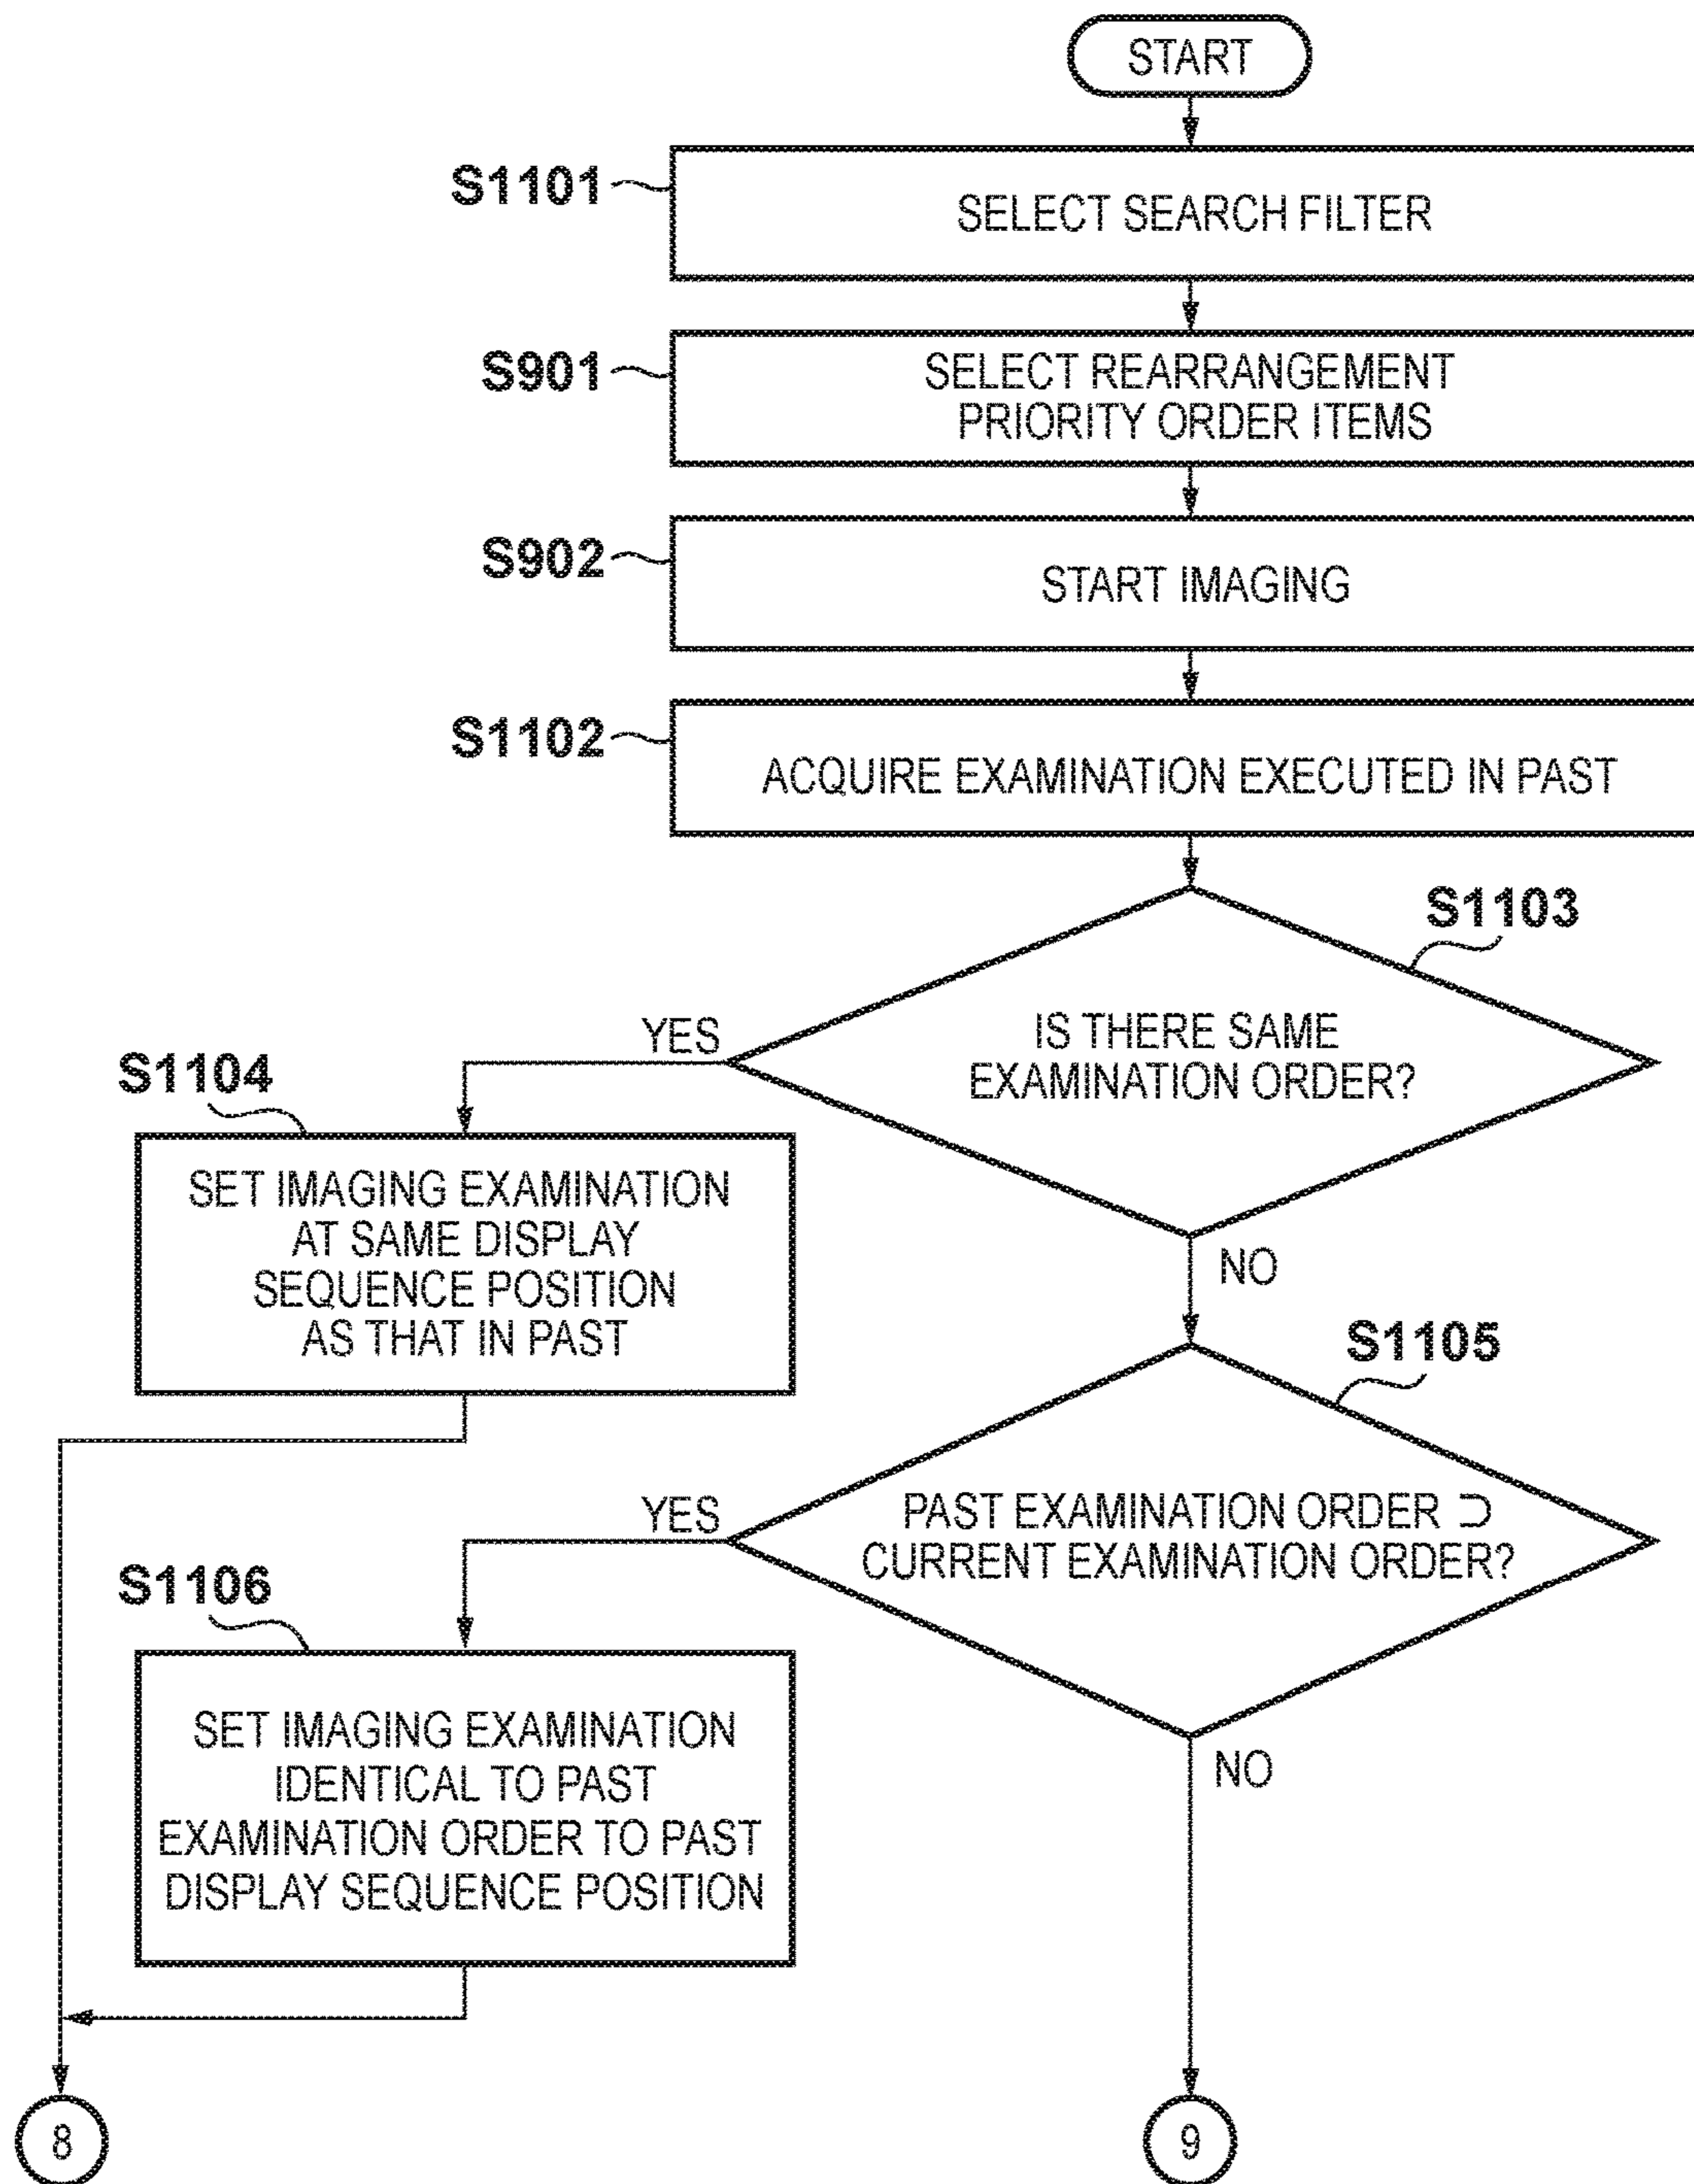 START
S1101
SELECT SEARCH FILTER
S901
SELECT REARRANGEMENT
PRIORITY ORDER ITEMS
S902
START IMAGING
S1102
ACQUIRE EXAMINATION EXECUTED IN PAST
S1103
IS THERE SAME
EXAMINATION ORDER?
YES
NO
S1104
SET IMAGING EXAMINATION
AT SAME DISPLAY
SEQUENCE POSITION
AS THAT IN PAST
S1105
PAST EXAMINATION ORDER ⊃
CURRENT EXAMINATION ORDER?
YES
NO
S1106
SET IMAGING EXAMINATION
IDENTICAL TO PAST
EXAMINATION ORDER TO PAST
DISPLAY SEQUENCE POSITION
8
9